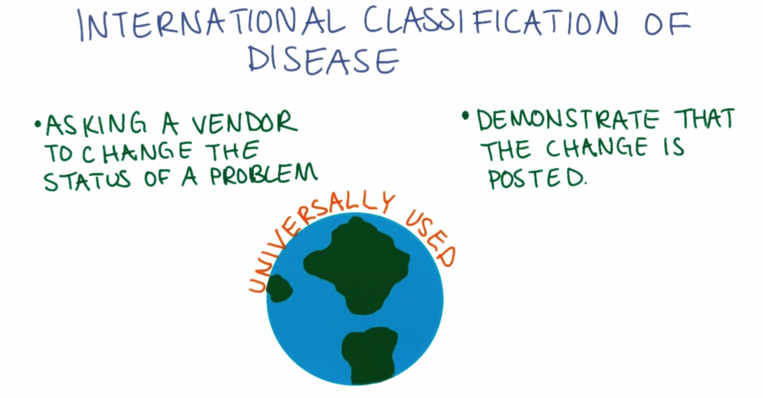 INTERNATIONAL CLASSIFICATION OF
DISEASE
• ASKING A VENDOR
TO CHANGE THE
STATUS OF A PROBLEM
• DEMONSTRATE THAT
THE CHANGE IS
POSTED.
UNIVERSALLY USED